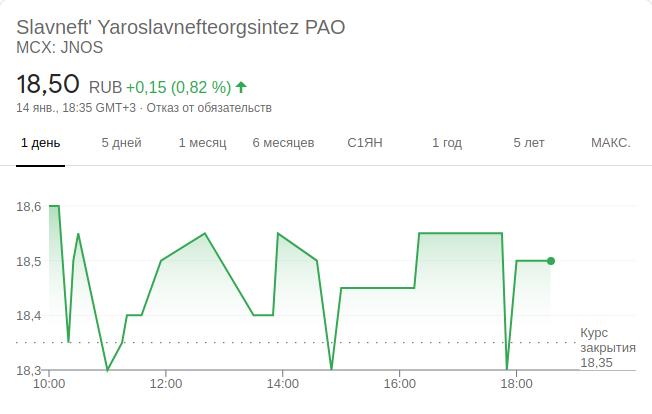 Slavneft' Yaroslavnefteorgsintez PAO
MCX: JNOS
18,50 RUB +0,15 (0,82 %)
14 янв., 18:35 GMT+3 · Отказ от обязательств
1 день 5 дней 1 месяц 6 месяцев С1ЯН 1 год 5 лет МАКС.
18,6
18,5
18,4
Курс
закрытия
18,35
18,3
10:00 12:00 14:00 16:00 18:00